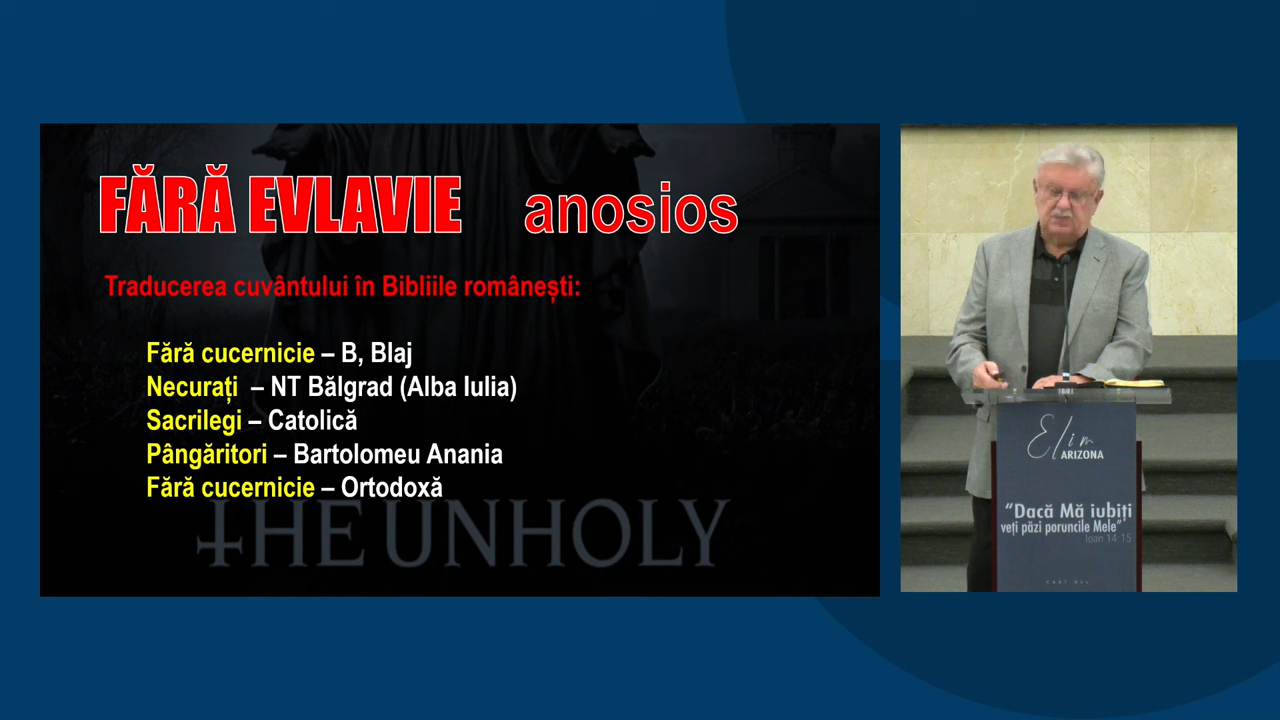 FĂRĂ EVLAVIE anosios
Traducerea cuvântului în Bibliile românești:
Fără cucernicie – B, Blaj
Necurați – NT Bălgrad (Alba Iulia)
Sacrilegi – Catolică
Pângăritori – Bartolomeu Anania
Fără cucernicie – Ortodoxă
THE UNHOLY
Elim
ARIZONA
“Dacă Mă iubiți
veți păzi poruncile Mele”
Ioan 14:15